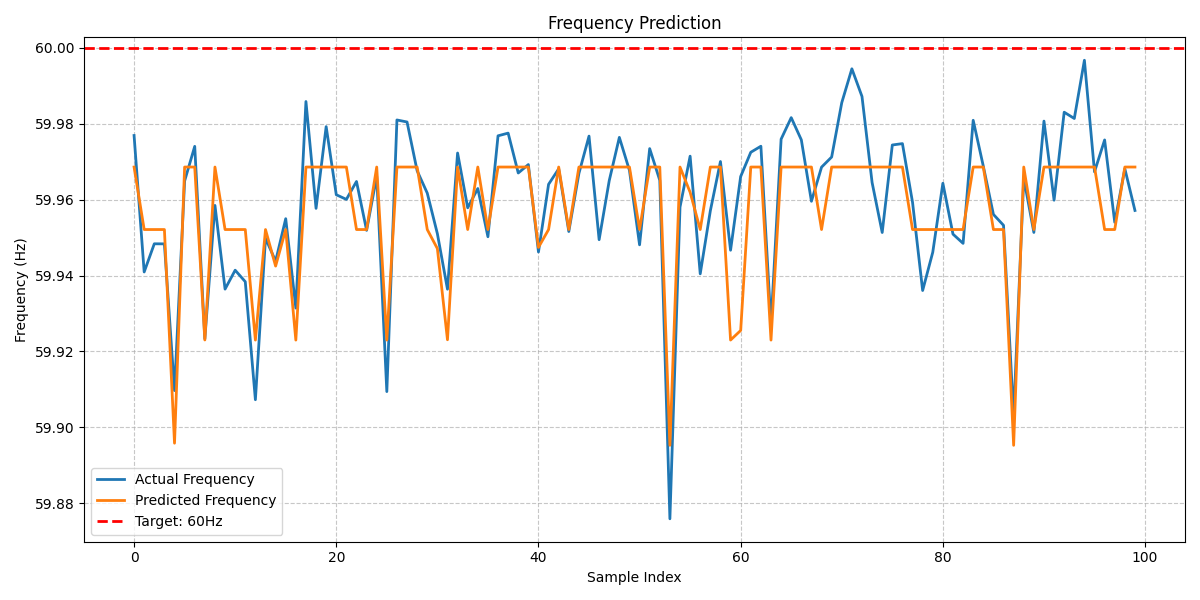 Frequency Prediction
60.00
59.98
59.96
59.94
59.92
59.90
59.88
Frequency (Hz)
Actual Frequency
Predicted Frequency
Target: 60Hz
0 20 40 60 80 100
Sample Index